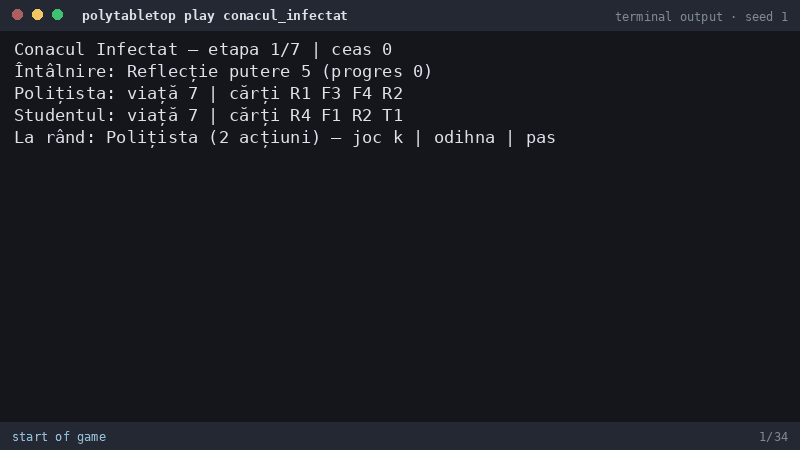 polytabletop play conacul_infectat
terminal output · seed 1
Conacul Infectat — etapa 1/7 | ceas 0
Întâlnire: Reflecție putere 5 (progres 0)
Polițista: viață 7 | cărți R1 F3 F4 R2
Studentul: viață 7 | cărți R4 F1 R2 T1
La rând: Polițista (2 acțiuni) — joc k | odihna | pas
start of game
1/34